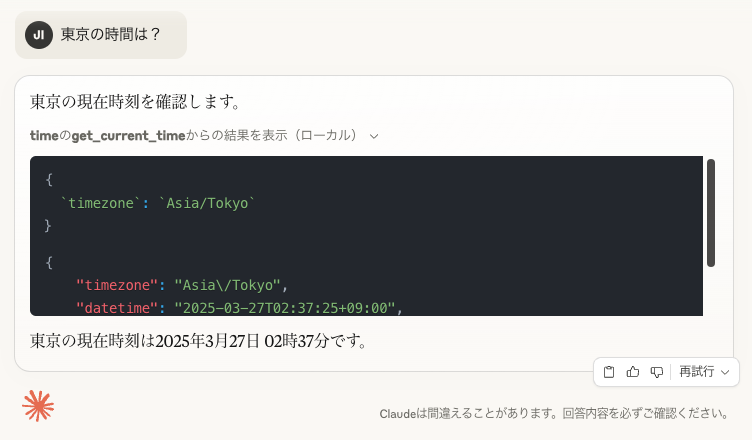 JI 東京の時間は？
東京の現在時刻を確認します。
timeのget_current_timeからの結果を表示（ローカル）
{
`timezone`: `Asia/Tokyo`
}
{
"timezone": "Asia\/Tokyo",
"datetime": "2025-03-27T02:37:25+09:00",
東京の現在時刻は2025年3月27日 02時37分です。
再試行
Claudeは間違えることがあります。回答内容を必ずご確認ください。